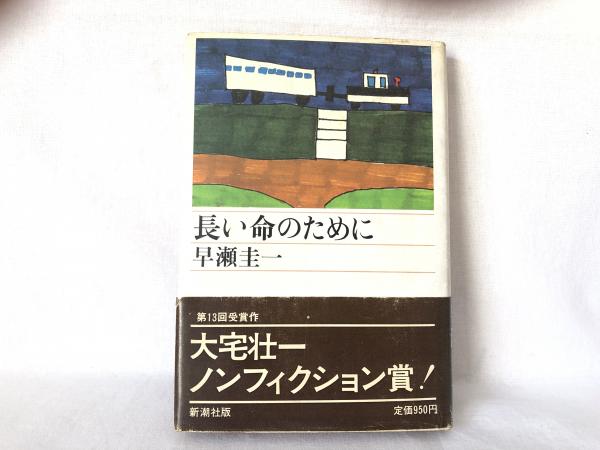 長い命のために
早瀬圭一
第13回受賞作
大宅壮一
ノンフィクション賞!
新潮社版
定価950円